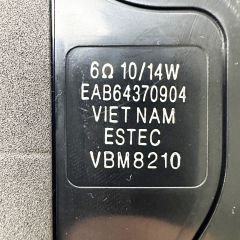 6Ω 10/14W
EAB64370904
VIET NAM
ESTEC
VBM8210